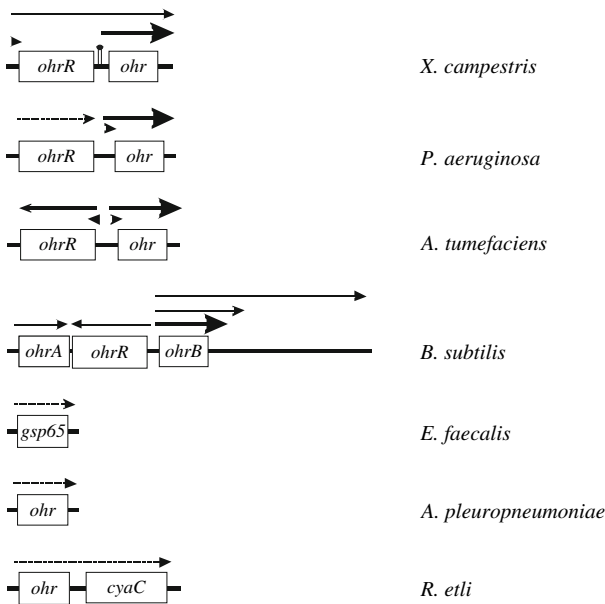 ohrR ohr X. campestris
ohrR ohr P. aeruginosa
ohrR ohr A. tumefaciens
ohrA ohrR ohrB B. subtilis
gsp65 E. faecalis
ohr A. pleuropneumoniae
ohr cyaC R. etli